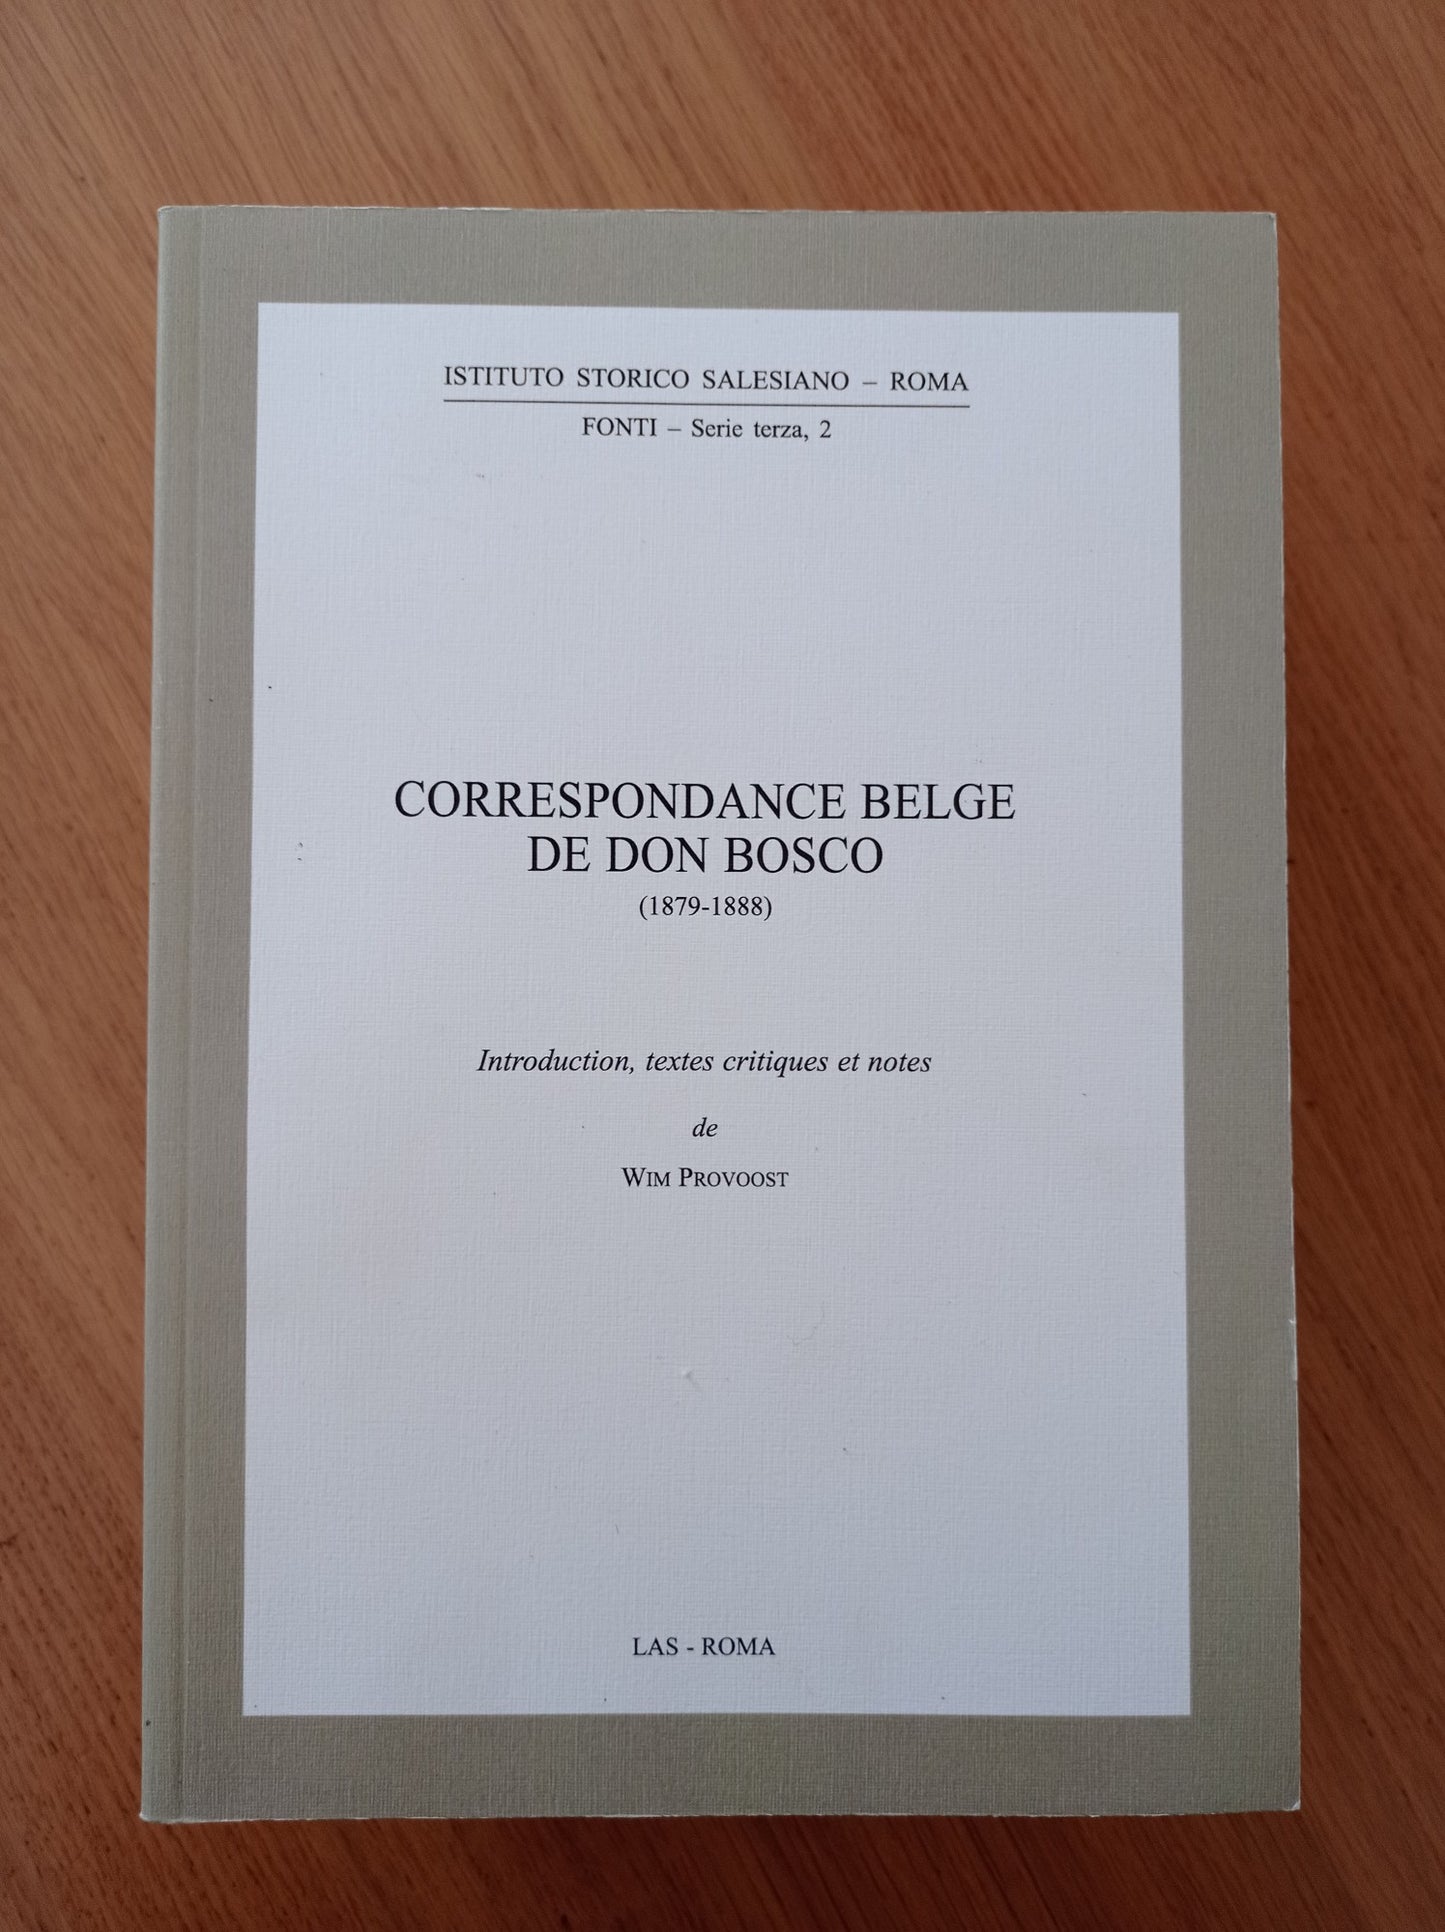 ISTITUTO STORICO SALESIANO – ROMA
FONTI – Serie terza, 2
CORRESPONDANCE BELGE
DE DON BOSCO
(1879-1888)
Introduction, textes critiques et notes
de
WIM PROVOOST
LAS - ROMA